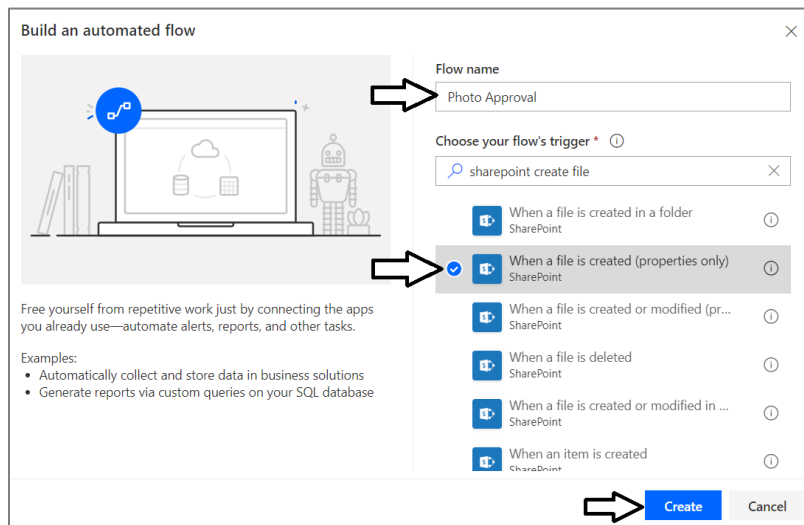 Build an automated flow
Flow name
Photo Approval
Choose your flow's trigger *
sharepoint create file
When a file is created in a folder
SharePoint
When a file is created (properties only)
SharePoint
When a file is created or modified (pr...
SharePoint
When a file is deleted
SharePoint
When a file is created or modified in ...
SharePoint
When an item is created
SharePoint
Free yourself from repetitive work just by connecting the apps
you already use—automate alerts, reports, and other tasks.
Examples:
• Automatically collect and store data in business solutions
• Generate reports via custom queries on your SQL database
Create
Cancel